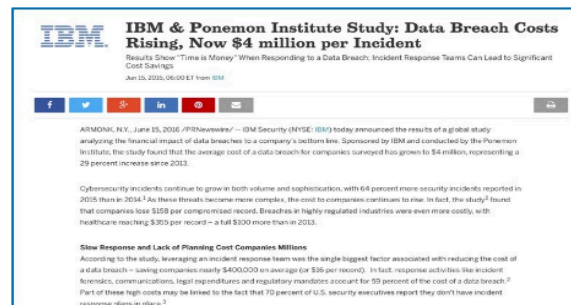 IBM.
IBM & Ponemon Institute Study: Data Breach Costs
Rising, Now $4 million per Incident
Results Show "Time is Money" When Responding to a Data Breach; Incident Response Teams Can Lead to Significant
Cost Savings
Jun 15, 2016, 06:00 ET from IBM
f
g+
in
ARMONK, N.Y., June 15, 2016 /PRNewswire/ -- IBM Security (NYSE: IBM) today announced the results of a global study
analyzing the financial impact of data breaches to a company's bottom line. Sponsored by IBM and conducted by the Ponemon
Institute, the study found that the average cost of a data breach for companies surveyed has grown to $4 million, representing a
29 percent increase since 2013.
Cybersecurity incidents continue to grow in both volume and sophistication, with 64 percent more security incidents reported in
2015 than in 2014.1 As these threats become more complex, the cost to companies continues to rise. In fact, the study2 found
that companies lose $158 per compromised record. Breaches in highly regulated industries were even more costly, with
healthcare reaching $355 per record – a full $100 more than in 2013.
Slow Response and Lack of Planning Cost Companies Millions
According to the study, leveraging an incident response team was the single biggest factor associated with reducing the cost of
a data breach – saving companies nearly $400,000 on average (or $16 per record). In fact, response activities like incident
forensics, communications, legal expenditures and regulatory mandates account for 59 percent of the cost of a data breach.2
Part of these high costs may be linked to the fact that 70 percent of U.S. security executives report they don't have incident
response plans in place.3